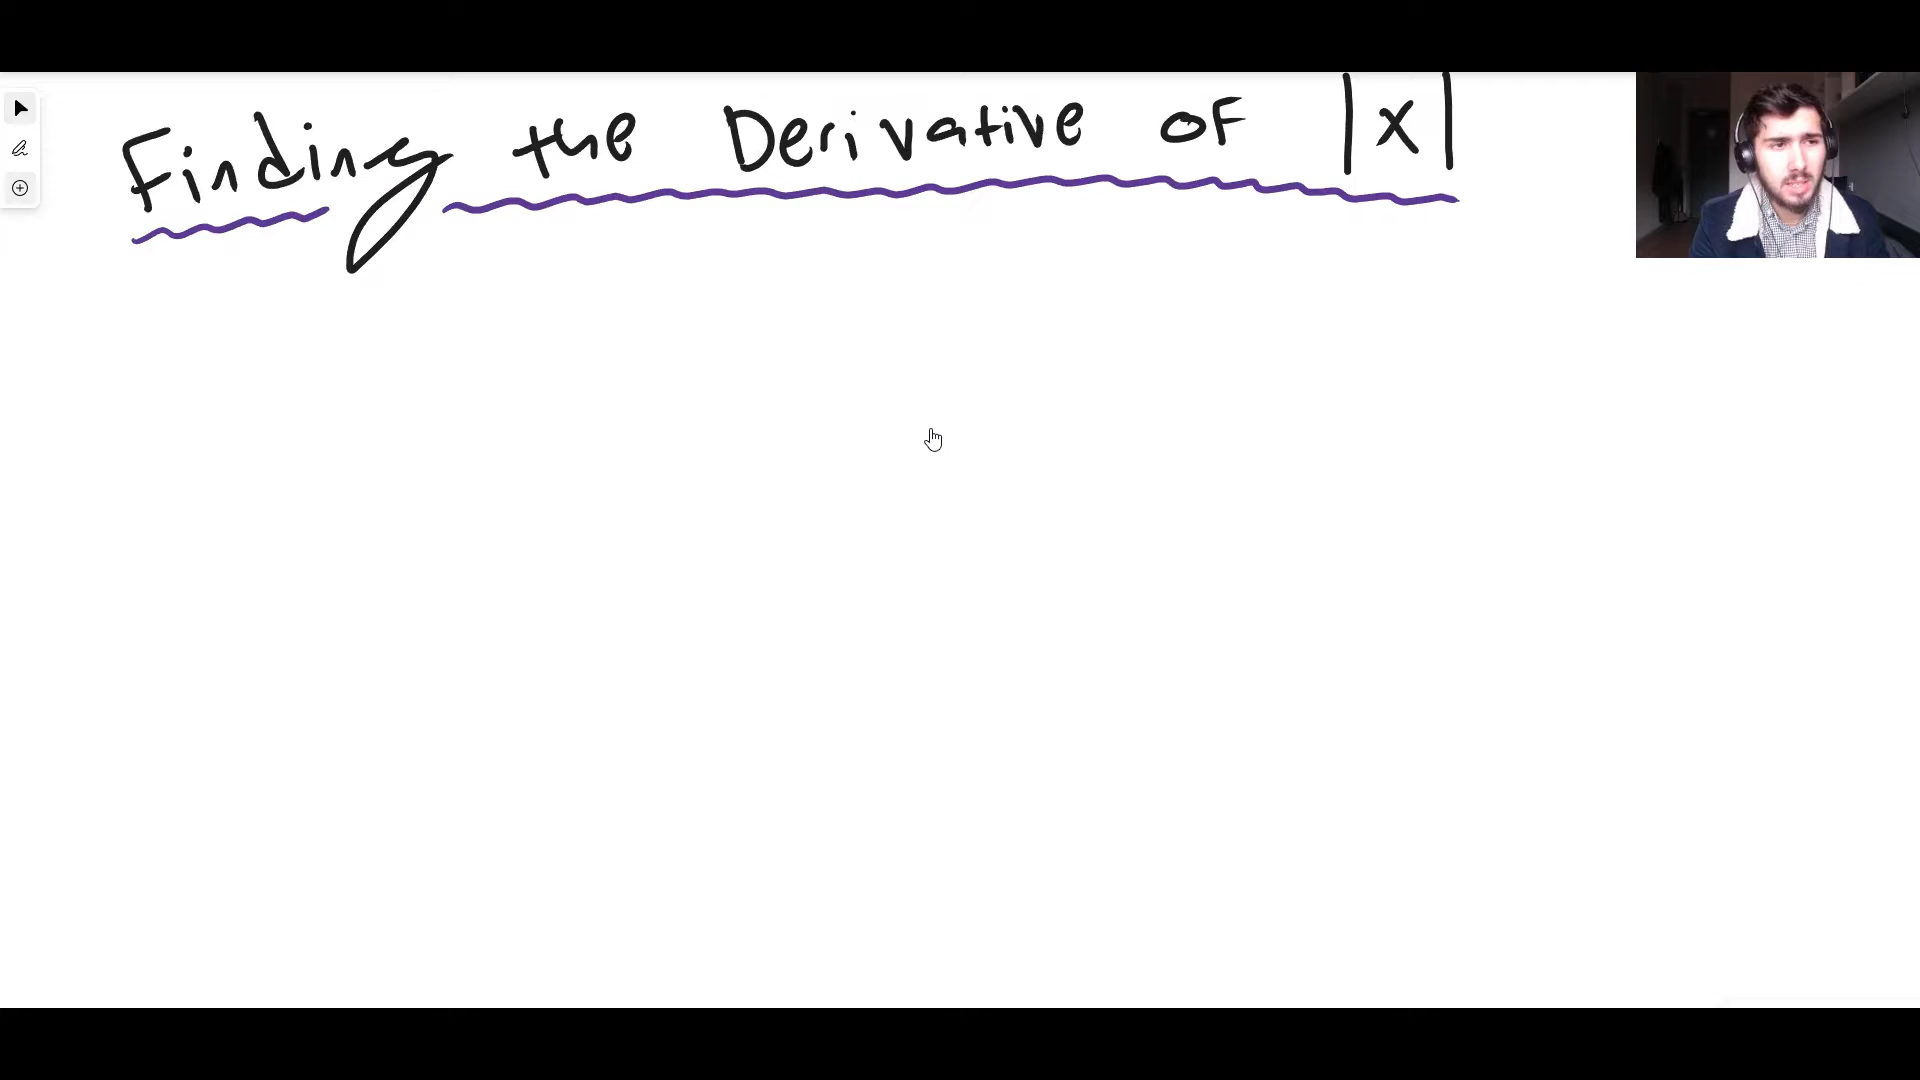 Finding the Derivative of |x|